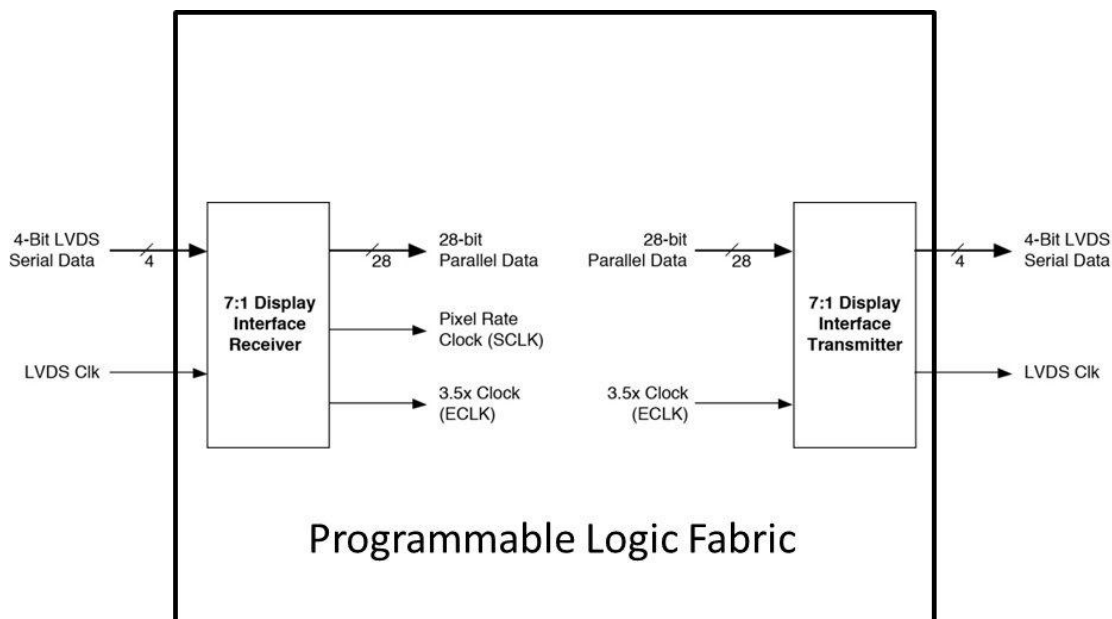 4-Bit LVDS
Serial Data
4
LVDS Clk
7:1 Display
Interface
Receiver
28
28-bit
Parallel Data
Pixel Rate
Clock (SCLK)
3.5x Clock
(ECLK)
28-bit
Parallel Data
28
3.5x Clock
(ECLK)
7:1 Display
Interface
Transmitter
4
4-Bit LVDS
Serial Data
LVDS Clk
Programmable Logic Fabric